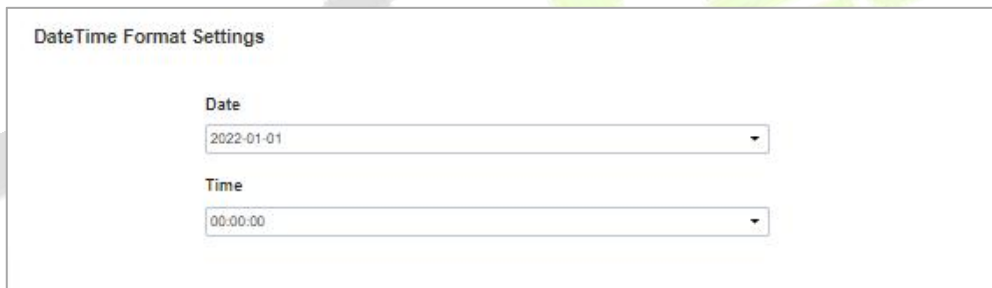 DateTime Format Settings
Date
2022-01-01
Time
00:00:00